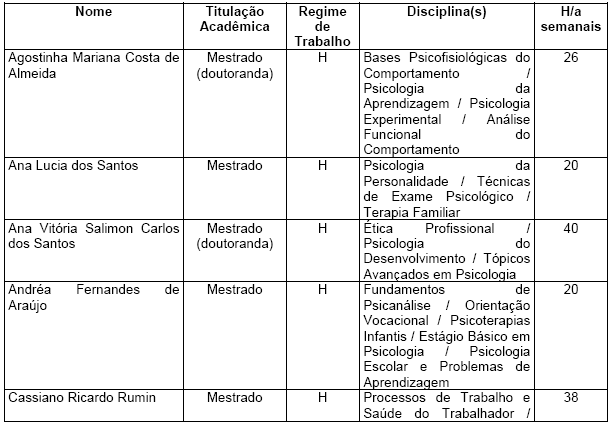 Nome Titulação Acadêmica Regime de Trabalho Disciplina(s) H/a semanais
Agostinha Mariana Costa de Almeida Mestrado (doutoranda) H Bases Psicofisiológicas do
Comportamento /
Psicologia da
Aprendizagem / Psicologia
Experimental / Análise
Funcional do
Comportamento 26
Ana Lucia dos Santos Mestrado H Psicologia da
Personalidade / Técnicas
de Exame Psicológico /
Terapia Familiar 20
Ana Vitória Salimon Carlos dos Santos Mestrado (doutoranda) H Ética Profissional /
Psicologia do
Desenvolvimento / Tópicos
Avançados em Psicologia 40
Andréa Fernandes de Araújo Mestrado H Fundamentos de
Psicanálise / Orientação
Vocacional / Psicoterapias
Infantis / Estágio Básico em
Psicologia / Psicologia
Escolar e Problemas de
Aprendizagem 20
Cassiano Ricardo Rumin Mestrado H Processos de Trabalho e
Saúde do Trabalhador / 38